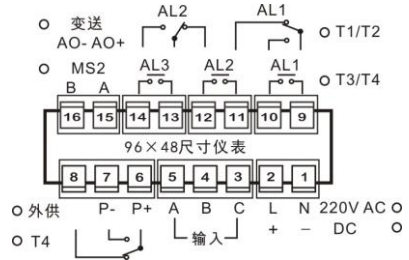 变送 AL2 AL1
AO- AO+ T1/T2
MS2 AL3 AL2 AL1 T3/T4
B A
16 15 14 13 12 11 10 9
96×48尺寸仪表
8 7 6 5 4 3 2 1
外供 P- P+ A B C L N 220V AC
T4 输入 + − DC